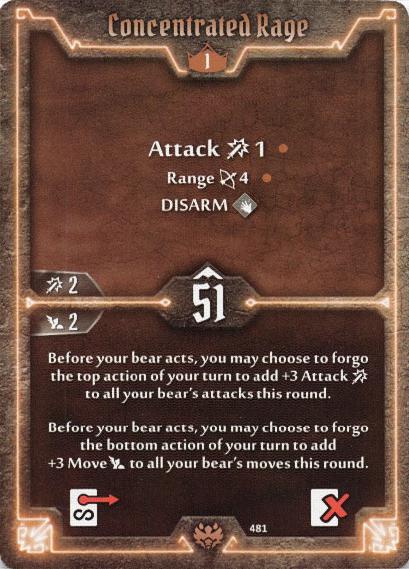 Concentrated Rage
1
Attack 1
Range 4
DISARM
2
51
2
Before your bear acts, you may choose to forgo
the top action of your turn to add +3 Attack
to all your bear's attacks this round.
Before your bear acts, you may choose to forgo
the bottom action of your turn to add
+3 Move to all your bear's moves this round.
S
481